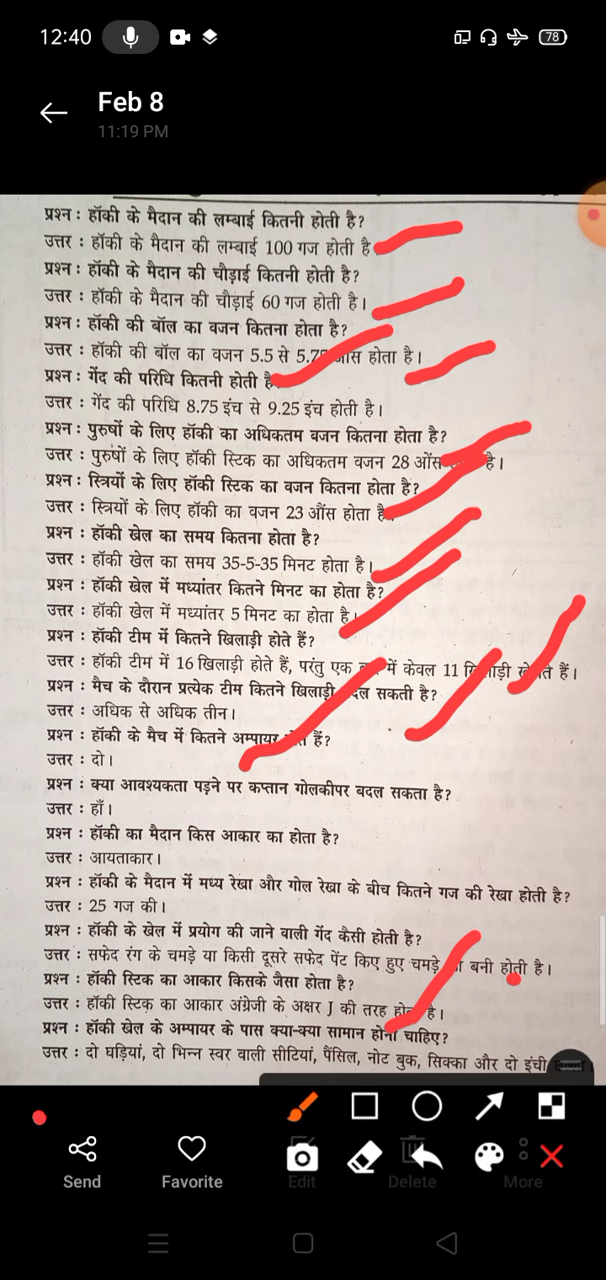 12:40
78
Feb 8
11:19 PM
प्रश्न : हॉकी के मैदान की लम्बाई कितनी होती है?
उत्तर : हॉकी के मैदान की लम्बाई 100 गज होती है
प्रश्न : हॉकी के मैदान की चौड़ाई कितनी होती है?
उत्तर : हॉकी के मैदान की चौड़ाई 60 गज होती है।
प्रश्न : हॉकी की बॉल का वजन कितना होता है?
उत्तर : हॉकी की बॉल का वजन 5.5 से 5.75 औंस होता है।
प्रश्न : गेंद की परिधि कितनी होती है
उत्तर : गेंद की परिधि 8.75 इंच से 9.25 इंच होती है।
प्रश्न : पुरुषों के लिए हॉकी का अधिकतम वजन कितना होता है?
उत्तर : पुरुषों के लिए हॉकी स्टिक का अधिकतम वजन 28 ओंस है।
प्रश्न : स्त्रियों के लिए हॉकी स्टिक का वजन कितना होता है?
उत्तर : स्त्रियों के लिए हॉकी का वजन 23 औंस होता है
प्रश्न : हॉकी खेल का समय कितना होता है?
उत्तर : हॉकी खेल का समय 35-5-35 मिनट होता है।
प्रश्न : हॉकी खेल में मध्यांतर कितने मिनट का होता है?
उत्तर : हॉकी खेल में मध्यांतर 5 मिनट का होता है।
प्रश्न : हॉकी टीम में कितने खिलाड़ी होते हैं?
उत्तर : हॉकी टीम में 16 खिलाड़ी होते हैं, परंतु एक में केवल 11 खिलाड़ी खेलते हैं।
प्रश्न : मैच के दौरान प्रत्येक टीम कितने खिलाड़ी बदल सकती है?
उत्तर : अधिक से अधिक तीन।
प्रश्न : हॉकी के मैच में कितने अम्पायर होते हैं?
उत्तर : दो।
प्रश्न : क्या आवश्यकता पड़ने पर कप्तान गोलकीपर बदल सकता है?
उत्तर : हाँ।
प्रश्न : हॉकी का मैदान किस आकार का होता है?
उत्तर : आयताकार।
प्रश्न : हॉकी के मैदान में मध्य रेखा और गोल रेखा के बीच कितने गज की रेखा होती है?
उत्तर : 25 गज की।
प्रश्न : हॉकी के खेल में प्रयोग की जाने वाली गेंद कैसी होती है?
उत्तर : सफेद रंग के चमड़े या किसी दूसरे सफेद पेंट किए हुए चमड़े की बनी होती है।
प्रश्न : हॉकी स्टिक का आकार किसके जैसा होता है?
उत्तर : हॉकी स्टिक का आकार अंग्रेजी के अक्षर J की तरह होता है।
प्रश्न : हॉकी खेल के अम्पायर के पास क्या-क्या सामान होना चाहिए?
उत्तर : दो घड़ियां, दो भिन्न स्वर वाली सीटियां, पैंसिल, नोट बुक, सिक्का और दो इंची
Send
Favorite
Edit
Delete
More